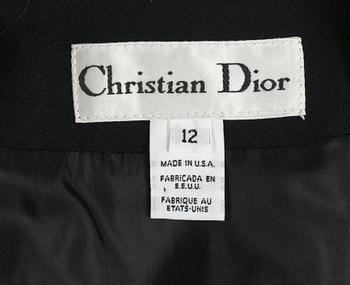 Christian Dior
12
MADE IN U.S.A.
FABRICADA EN
E.E.U.U.
FABRIQUE AU
ETATS-UNIS